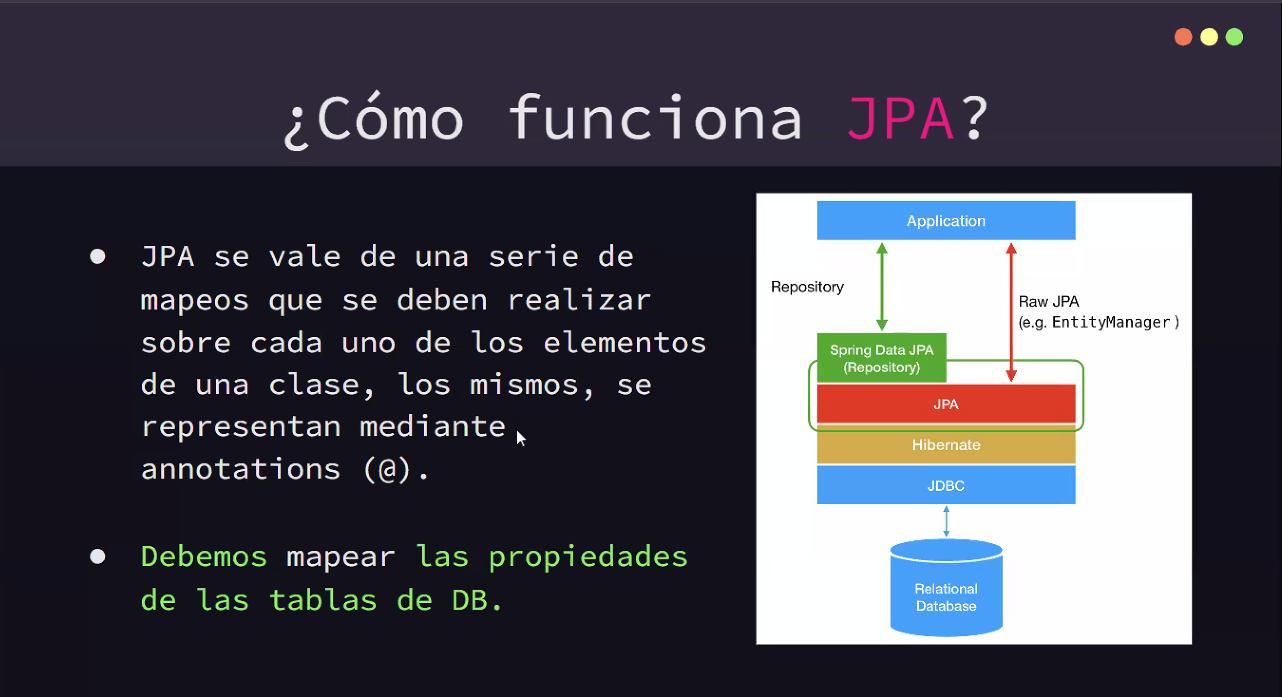 ¿Cómo funciona JPA?
JPA se vale de una serie de
mapeos que se deben realizar
sobre cada uno de los elementos
de una clase, los mismos, se
representan mediante
annotations (@).
Debemos mapear las propiedades
de las tablas de DB.
Application
Repository
Raw JPA
(e.g. EntityManager )
Spring Data JPA
(Repository)
JPA
Hibernate
JDBC
Relational
Database